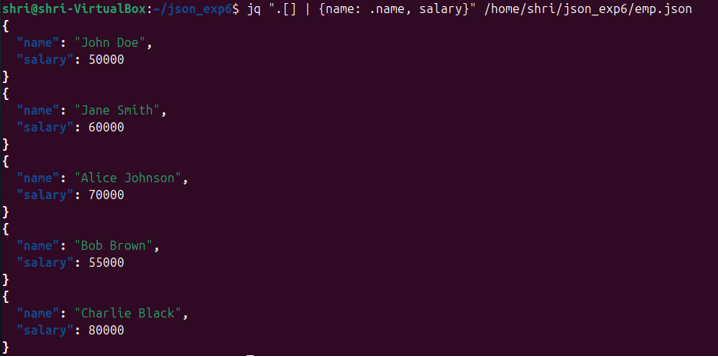 shri@shri-VirtualBox:~/json_exp6$ jq ".[] | {name: .name, salary}" /home/shri/json_exp6/emp.json
{
  "name": "John Doe",
  "salary": 50000
}
{
  "name": "Jane Smith",
  "salary": 60000
}
{
  "name": "Alice Johnson",
  "salary": 70000
}
{
  "name": "Bob Brown",
  "salary": 55000
}
{
  "name": "Charlie Black",
  "salary": 80000
}